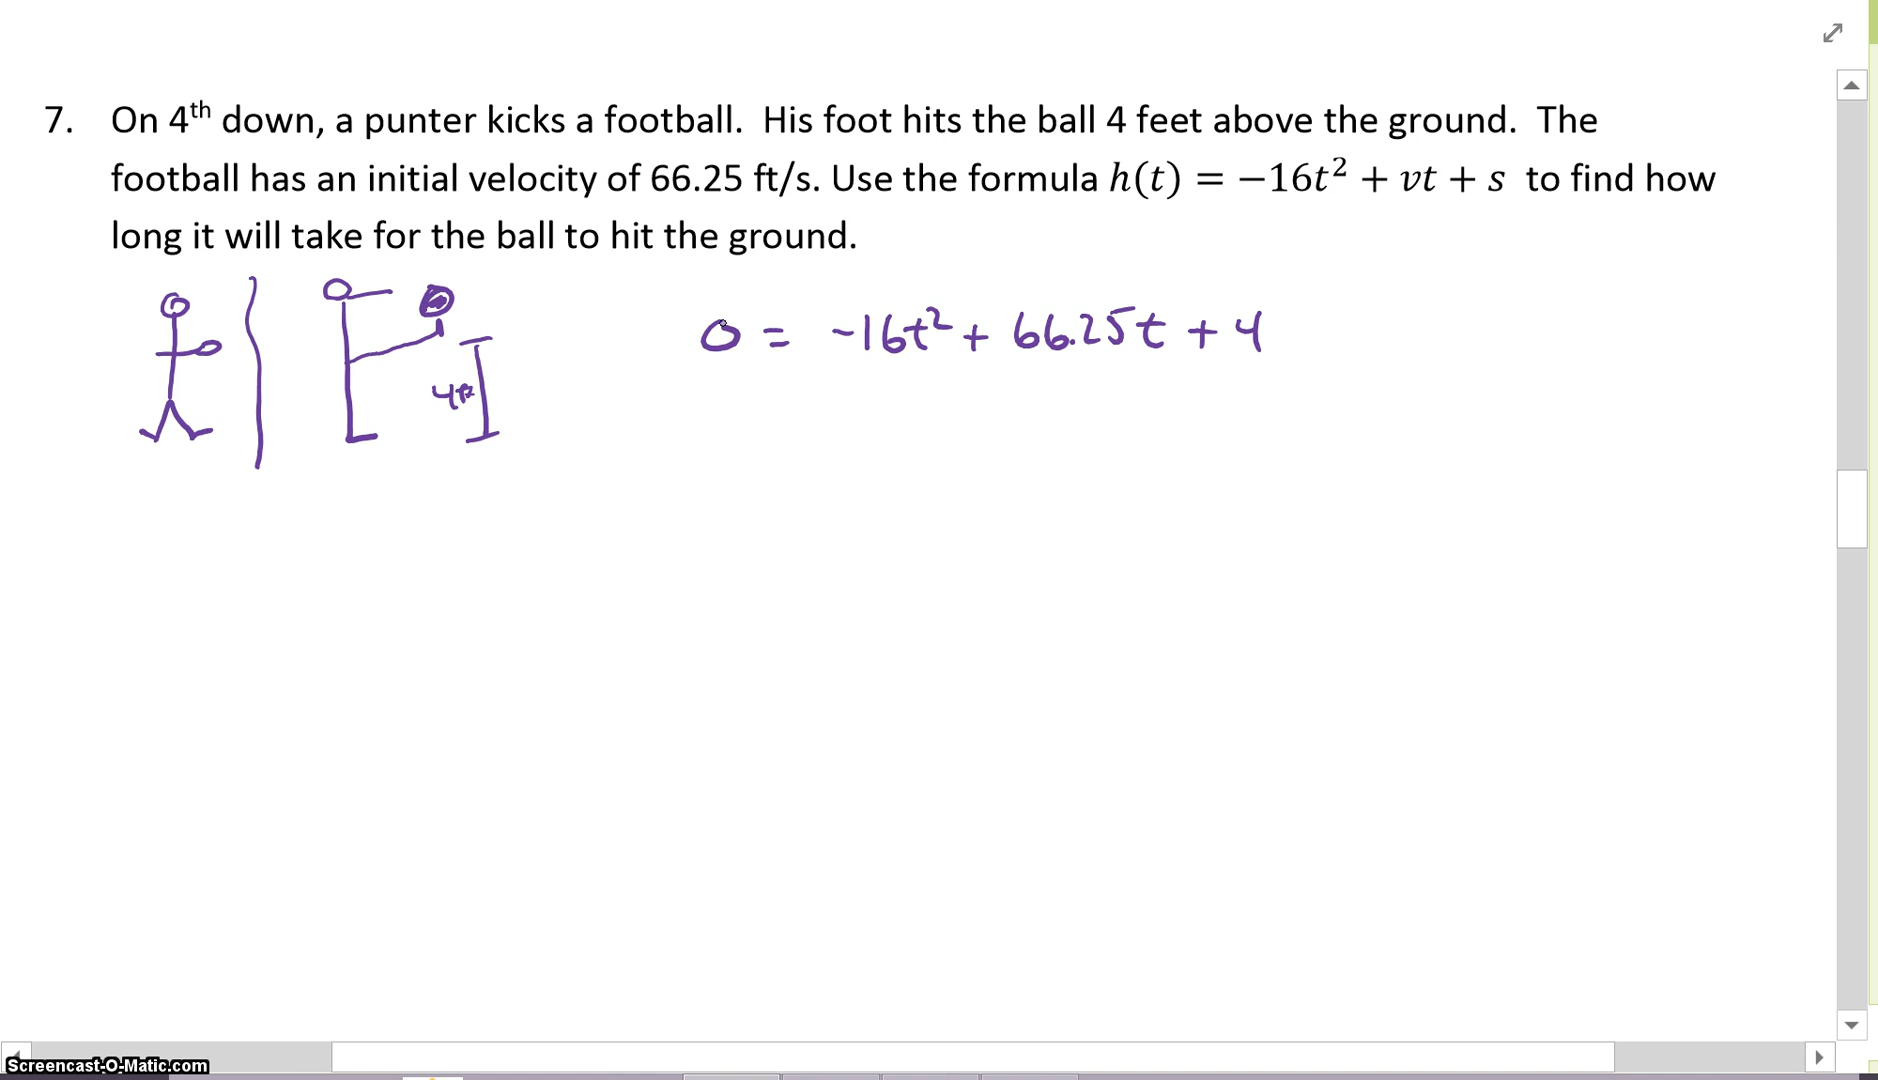 7. On 4th down, a punter kicks a football. His foot hits the ball 4 feet above the ground. The
football has an initial velocity of 66.25 ft/s. Use the formula h(t) = −16t² + vt + s to find how
long it will take for the ball to hit the ground.
0 = -16t² + 66.25t + 4
4ft
Screencast-O-Matic.com